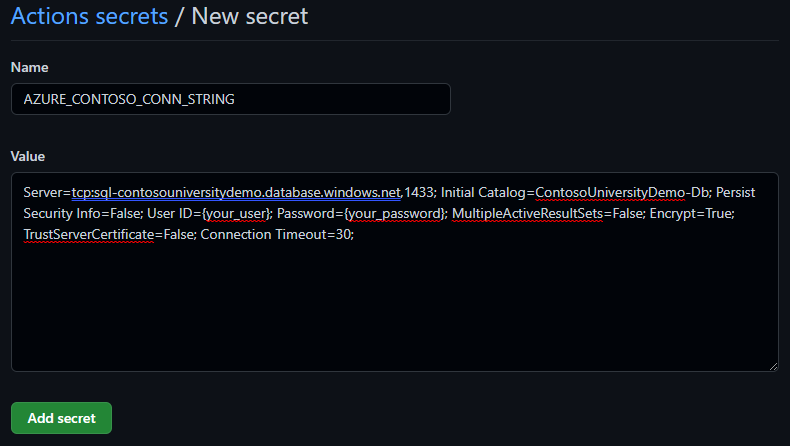 Actions secrets / New secret
Name
AZURE_CONTOSO_CONN_STRING
Value
Server=tcp:sql-contosouniversitydemo.database.windows.net,1433; Initial Catalog=ContosoUniversityDemo-Db; Persist
Security Info=False; User ID={your_user}; Password={your_password}; MultipleActiveResultSets=False; Encrypt=True;
TrustServerCertificate=False; Connection Timeout=30;
Add secret